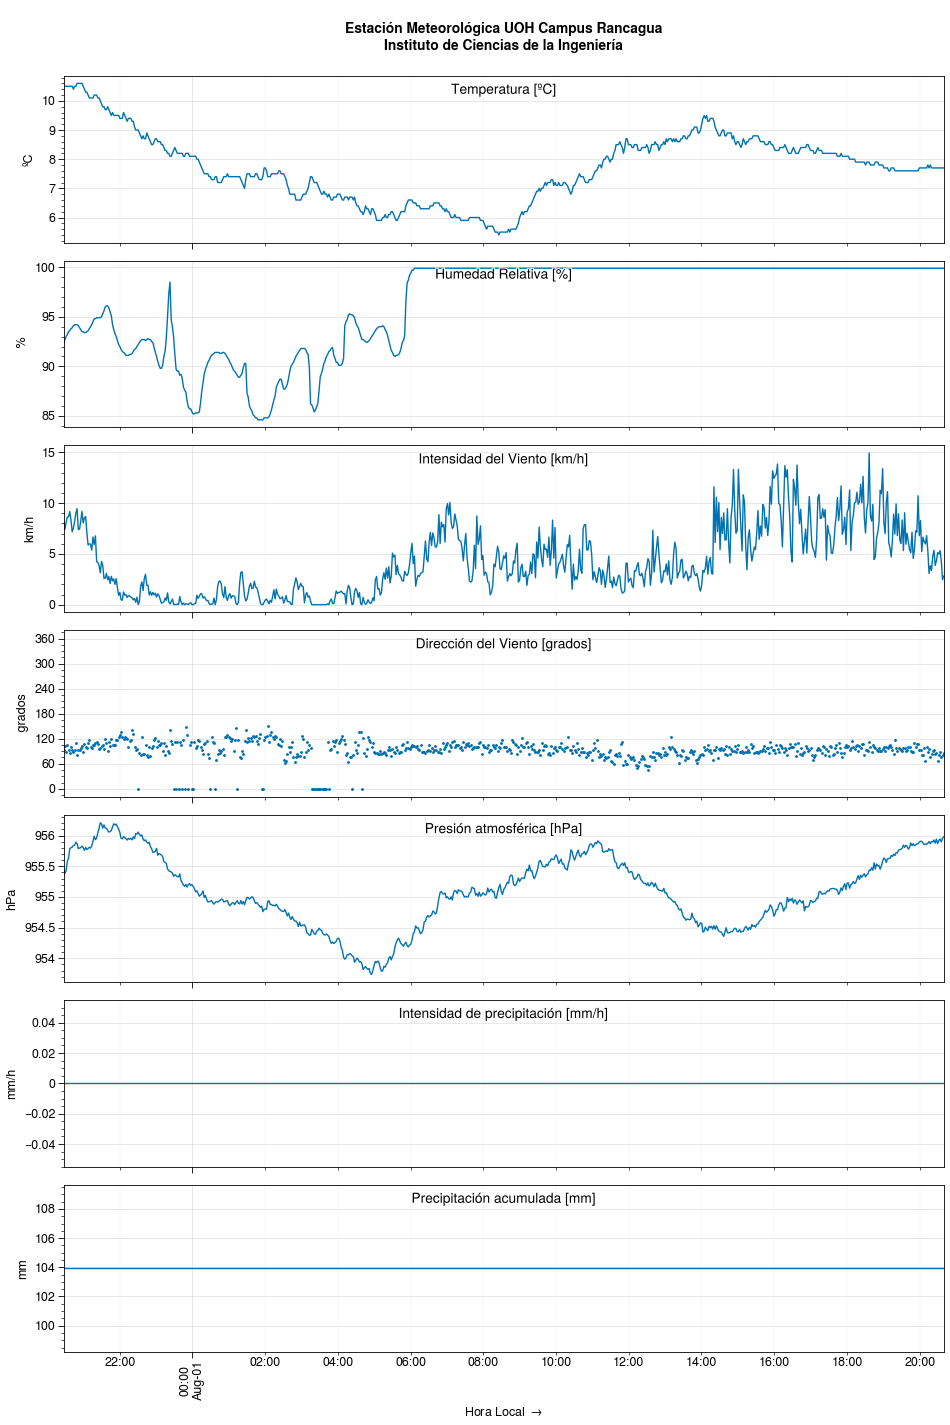 Estación Meteorológica UOH Campus Rancagua
Instituto de Ciencias de la Ingeniería
Temperatura [ºC]
10
9
8
7
6
ºC
Humedad Relativa [%]
100
95
90
85
%
Intensidad del Viento [km/h]
15
10
5
0
km/h
Dirección del Viento [grados]
360
300
240
180
120
60
0
grados
Presión atmosférica [hPa]
956
955.5
955
954.5
954
hPa
Intensidad de precipitación [mm/h]
0.04
0.02
0
−0.02
−0.04
mm/h
Precipitación acumulada [mm]
108
106
104
102
100
mm
22:00
00:00
Aug-01
02:00
04:00
06:00
08:00
10:00
12:00
14:00
16:00
18:00
20:00
Hora Local →